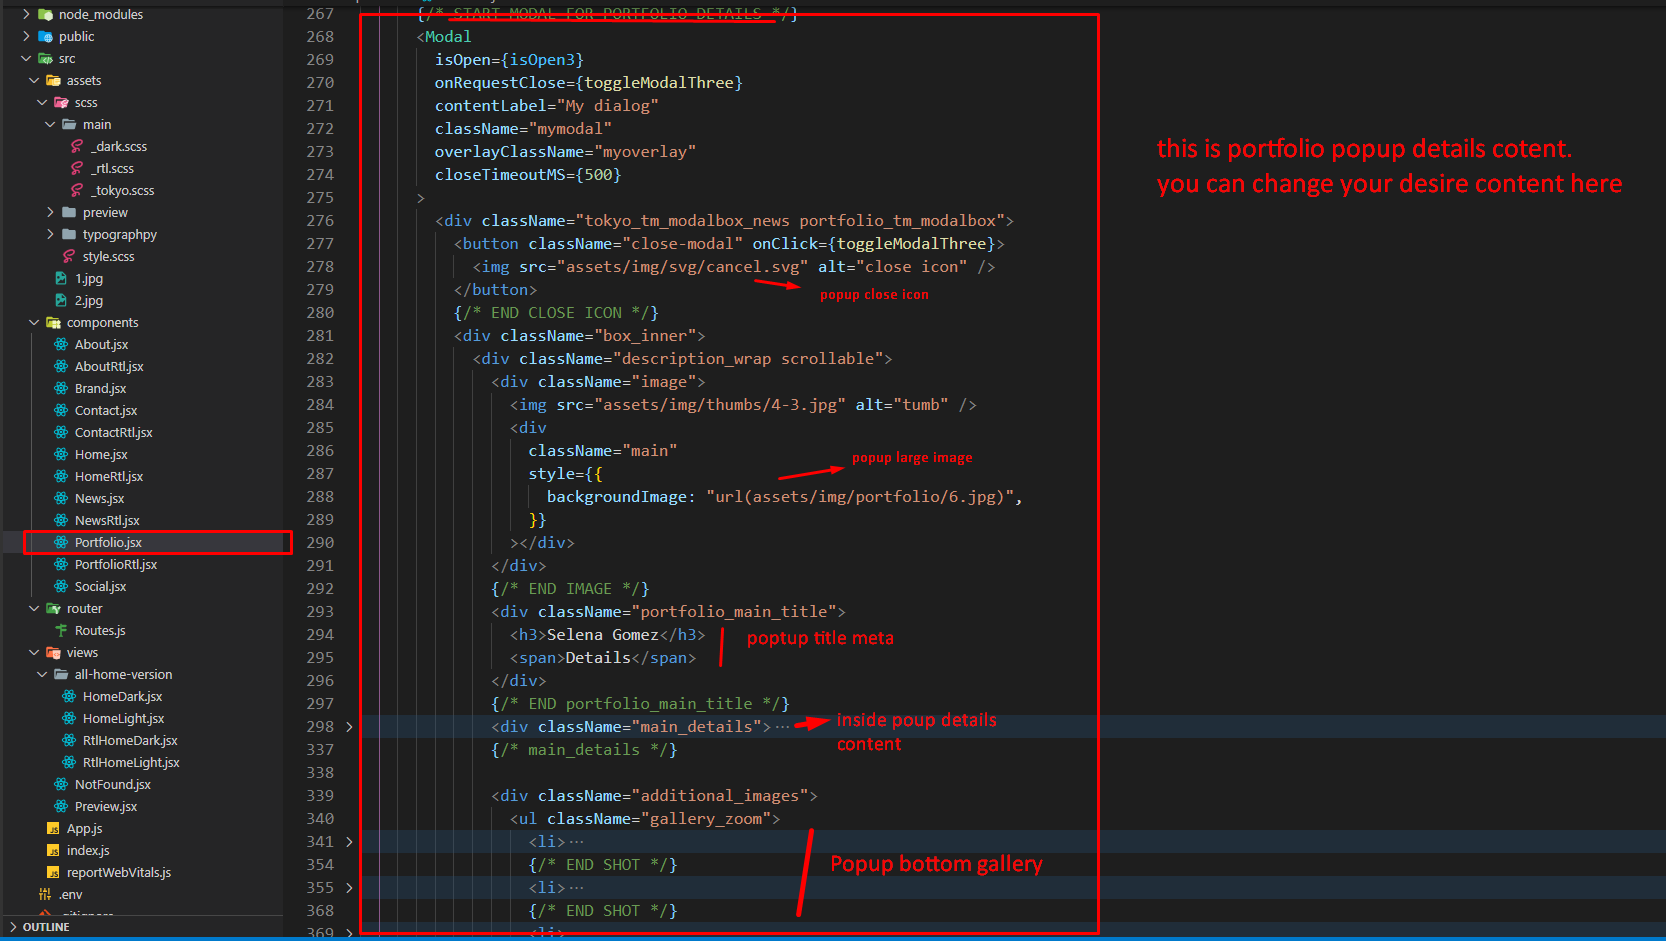 node_modules
public
src
assets
scss
main
_dark.scss
_rtl.scss
_tokyo.scss
preview
typographpy
style.scss
1.jpg
2.jpg
components
About.jsx
AboutRtl.jsx
Brand.jsx
Contact.jsx
ContactRtl.jsx
Home.jsx
HomeRtl.jsx
News.jsx
NewsRtl.jsx
Portfolio.jsx
PortfolioRtl.jsx
Social.jsx
router
Routes.js
views
all-home-version
HomeDark.jsx
HomeLight.jsx
RtlHomeDark.jsx
RtlHomeLight.jsx
NotFound.jsx
Preview.jsx
JS App.js
JS index.js
JS reportWebVitals.js
.env
.gitignore
OUTLINE
267 {/* START MODAL FOR PORTFOLIO DETAILS */}
268 <Modal
269 isOpen={isOpen3}
270 onRequestClose={toggleModalThree}
271 contentLabel="My dialog"
272 className="mymodal"
273 overlayClassName="myoverlay"
274 closeTimeoutMS={500}
275 >
276 <div className="tokyo_tm_modalbox_news portfolio_tm_modalbox">
277 <button className="close-modal" onClick={toggleModalThree}>
278 <img src="assets/img/svg/cancel.svg" alt="close icon" />
279 </button>
280 {/* END CLOSE ICON */}
281 <div className="box_inner">
282 <div className="description_wrap scrollable">
283 <div className="image">
284 <img src="assets/img/thumbs/4-3.jpg" alt="tumb" />
285 <div
286 className="main"
287 style={{
288 backgroundImage: "url(assets/img/portfolio/6.jpg)",
289 }}
290 ></div>
291 </div>
292 {/* END IMAGE */}
293 <div className="portfolio_main_title">
294 <h3>Selena Gomez</h3>
295 <span>Details</span>
296 </div>
297 {/* END portfolio_main_title */}
298 <div className="main_details">···
337 {/* main_details */}
338
339 <div className="additional_images">
340 <ul className="gallery_zoom">
341 <li>···
354 {/* END SHOT */}
355 <li>···
368 {/* END SHOT */}
369 <li>
popup close icon
popup large image
poptup title meta
inside poup details
content
Popup bottom gallery
this is portfolio popup details cotent.
you can change your desire content here